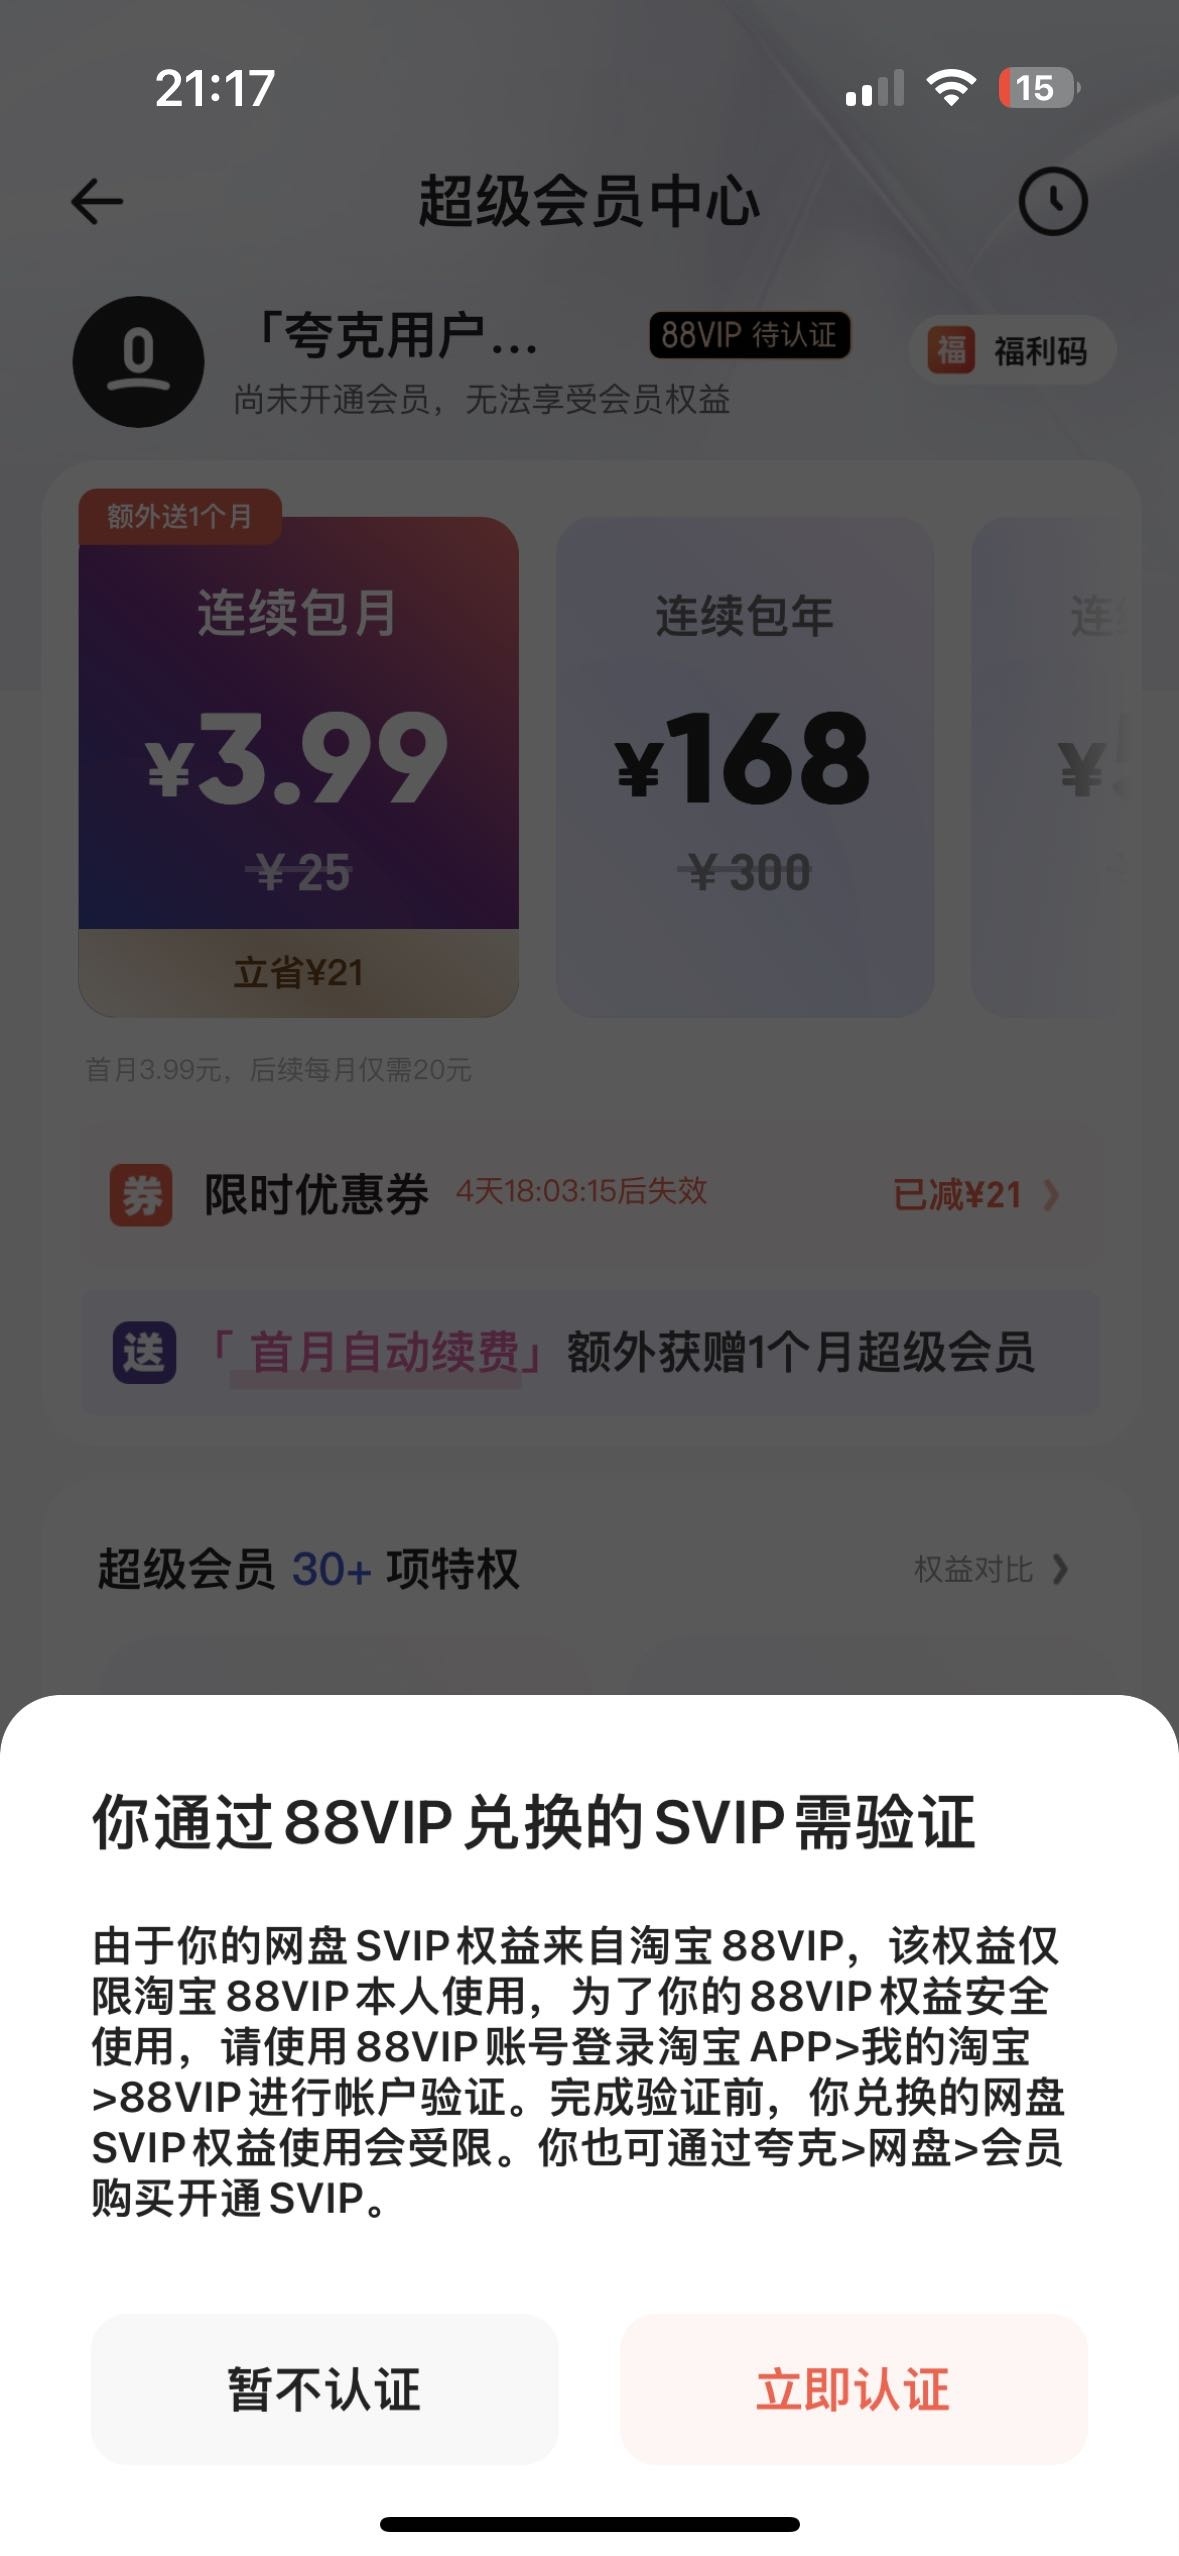 21:17
15
超级会员中心
「夸克用户...
88VIP 待认证
福 福利码
尚未开通会员，无法享受会员权益
额外送1个月
连续包月
¥3.99
¥25
立省¥21
连续包年
¥168
¥300
连
¥
首月3.99元，后续每月仅需20元
券 限时优惠券 4天18:03:15后失效 已减¥21
送 「首月自动续费」额外获赠1个月超级会员
超级会员 30+ 项特权
权益对比
你通过88VIP兑换的SVIP需验证
由于你的网盘SVIP权益来自淘宝88VIP，该权益仅
限淘宝88VIP本人使用，为了你的88VIP权益安全
使用，请使用88VIP账号登录淘宝APP>我的淘宝
>88VIP进行帐户验证。完成验证前，你兑换的网盘
SVIP权益使用会受限。你也可通过夸克>网盘>会员
购买开通SVIP。
暂不认证
立即认证